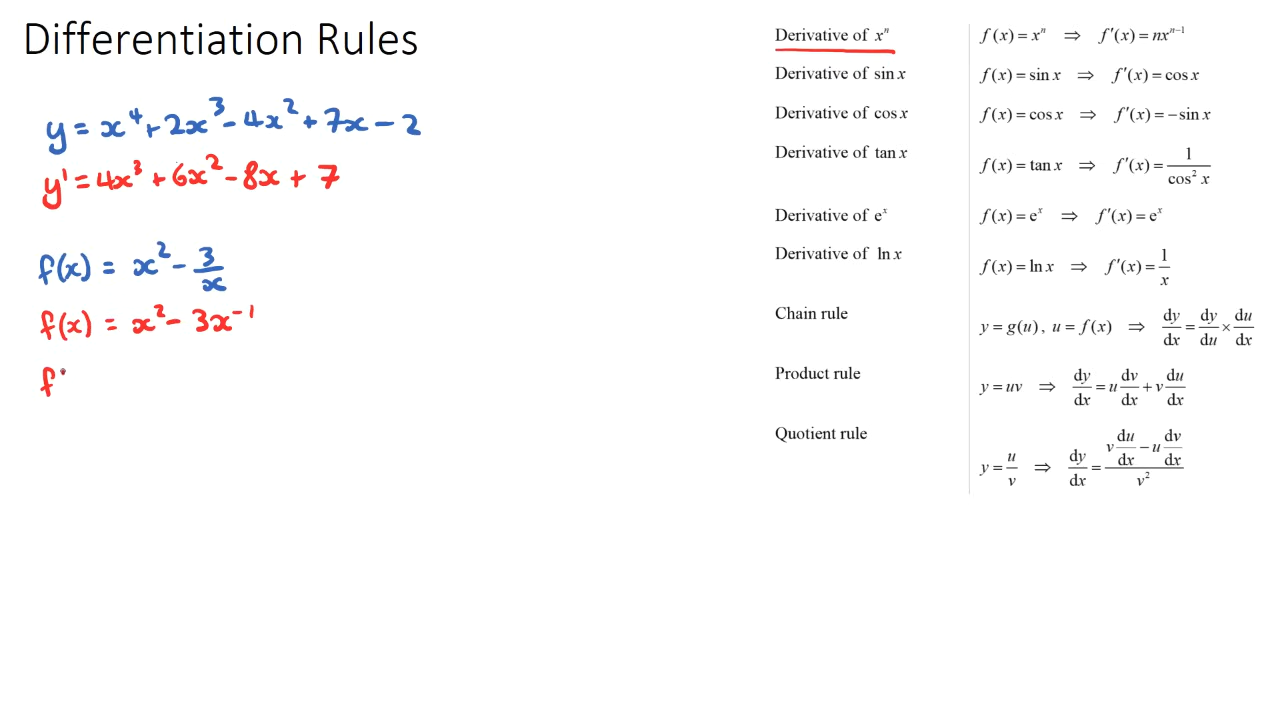 Differentiation Rules
y = x⁴ + 2x³ - 4x² + 7x - 2
y' = 4x³ + 6x² - 8x + 7
f(x) = x² - 3/x
f(x) = x² - 3x⁻¹
f'
Derivative of xⁿ f(x) = xⁿ ⇒ f′(x) = nxⁿ⁻¹
Derivative of sin x f(x) = sin x ⇒ f′(x) = cos x
Derivative of cos x f(x) = cos x ⇒ f′(x) = −sin x
Derivative of tan x f(x) = tan x ⇒ f′(x) = 1/cos² x
Derivative of eˣ f(x) = eˣ ⇒ f′(x) = eˣ
Derivative of ln x f(x) = ln x ⇒ f′(x) = 1/x
Chain rule y = g(u), u = f(x) ⇒ dy/dx = dy/du × du/dx
Product rule y = uv ⇒ dy/dx = u dv/dx + v du/dx
Quotient rule y = u/v ⇒ dy/dx = (v du/dx − u dv/dx)/v²